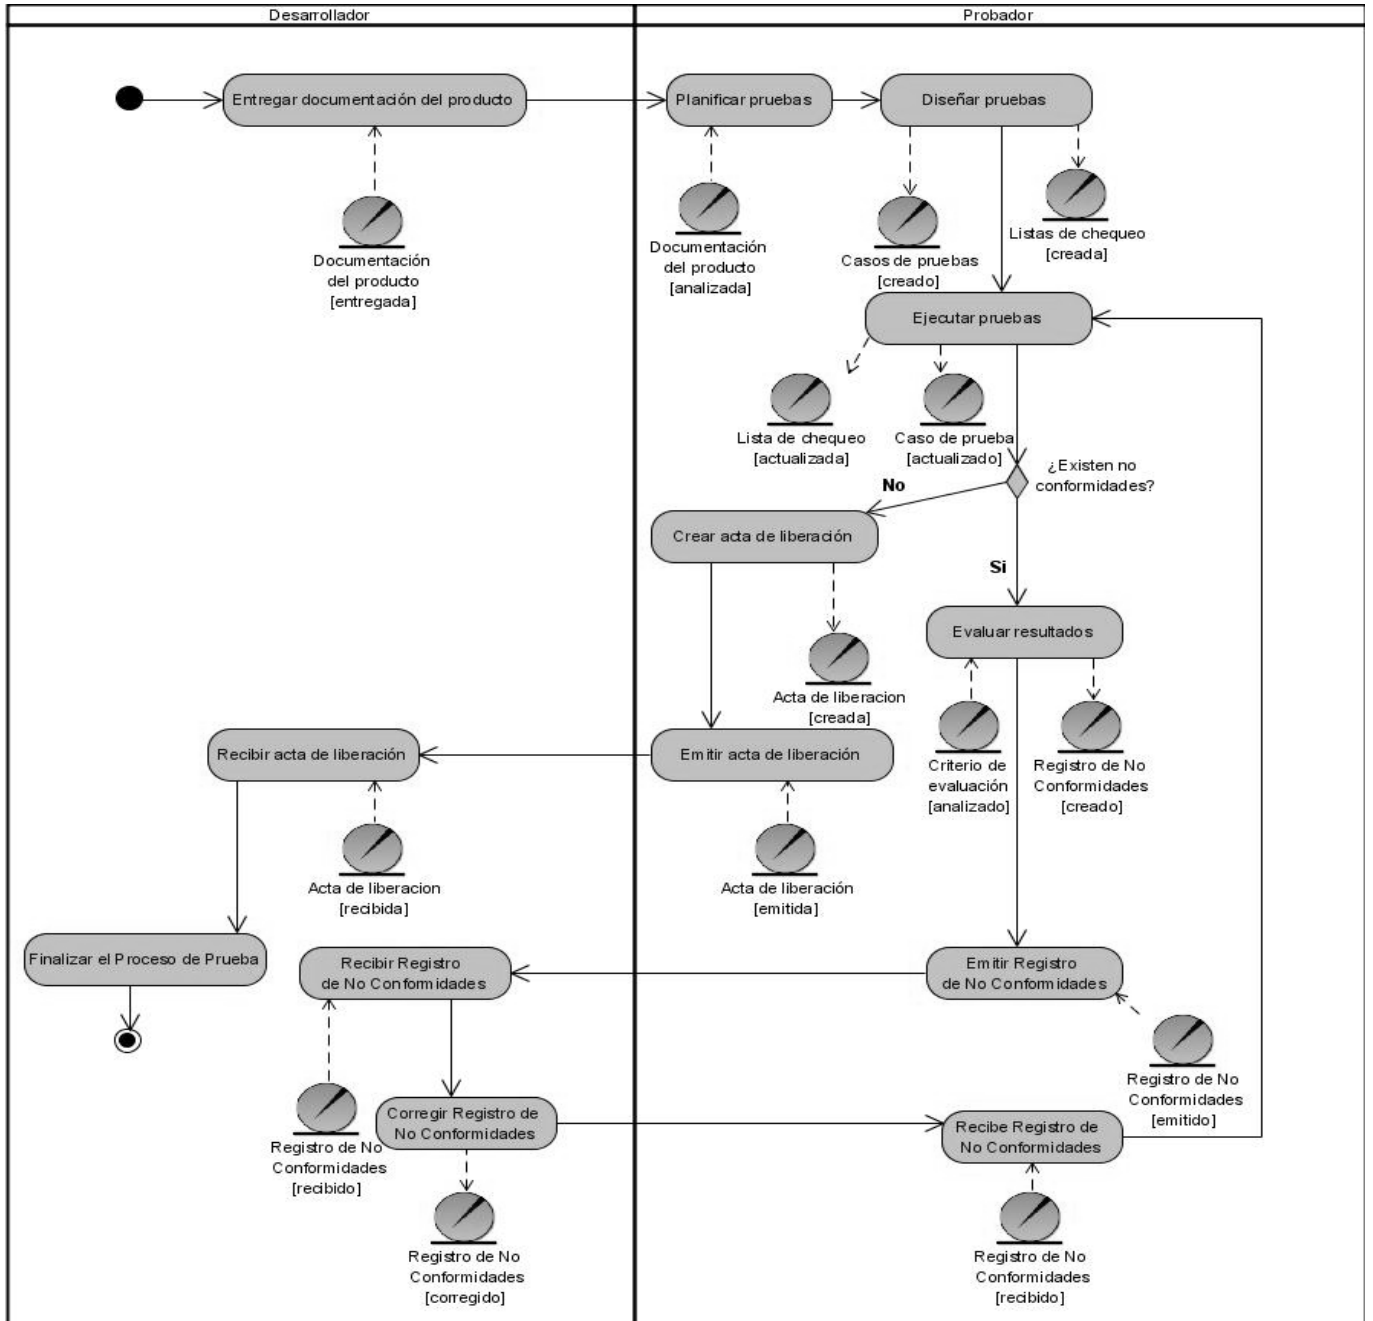 Desarrollador
Probador
Entregar documentación del producto
Planificar pruebas
Diseñar pruebas
Documentación
del producto
[entregada]
Documentación
del producto
[analizada]
Casos de pruebas
[creado]
Listas de chequeo
[creada]
Ejecutar pruebas
Lista de chequeo
[actualizada]
Caso de prueba
[actualizado]
¿Existen no
conformidades?
No
Si
Crear acta de liberación
Evaluar resultados
Acta de liberacion
[creada]
Recibir acta de liberación
Emitir acta de liberación
Criterio de
evaluación
[analizado]
Registro de No
Conformidades
[creado]
Acta de liberacion
[recibida]
Acta de liberación
[emitida]
Finalizar el Proceso de Prueba
Recibir Registro
de No Conformidades
Emitir Registro
de No Conformidades
Registro de No
Conformidades
[emitido]
Corregir Registro de
No Conformidades
Recibe Registro de
No Conformidades
Registro de No
Conformidades
[recibido]
Registro de No
Conformidades
[corregido]
Registro de No
Conformidades
[recibido]